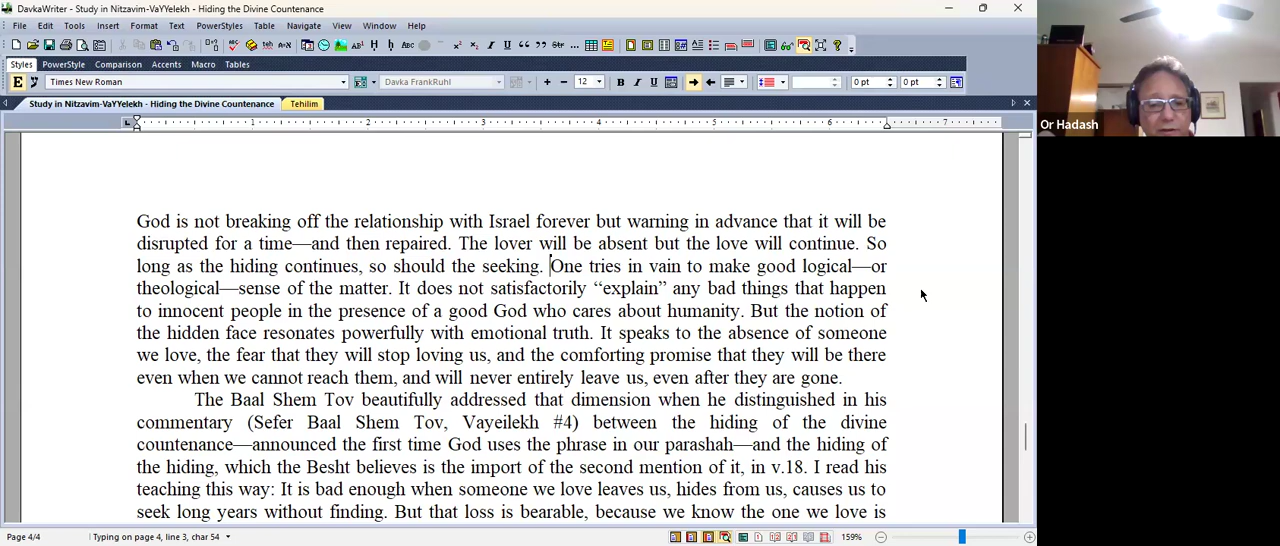 DavkaWriter - Study in Nitzavim-VaYYelekh - Hiding the Divine Countenance
File Edit Tools Insert Format Text PowerStyles Table Navigate View Window Help
Styles PowerStyle Comparison Accents Macro Tables
Times New Roman Davka FrankRuhl 12 B I U 0 pt 0 pt
Study in Nitzavim-VaYYelekh - Hiding the Divine Countenance Tehilim
1 2 3 4 5 6 7
Or Hadash
God is not breaking off the relationship with Israel forever but warning in advance that it will be
disrupted for a time—and then repaired. The lover will be absent but the love will continue. So
long as the hiding continues, so should the seeking. One tries in vain to make good logical—or
theological—sense of the matter. It does not satisfactorily “explain” any bad things that happen
to innocent people in the presence of a good God who cares about humanity. But the notion of
the hidden face resonates powerfully with emotional truth. It speaks to the absence of someone
we love, the fear that they will stop loving us, and the comforting promise that they will be there
even when we cannot reach them, and will never entirely leave us, even after they are gone.
The Baal Shem Tov beautifully addressed that dimension when he distinguished in his
commentary (Sefer Baal Shem Tov, Vayeilekh #4) between the hiding of the divine
countenance—announced the first time God uses the phrase in our parashah—and the hiding of
the hiding, which the Besht believes is the import of the second mention of it, in v.18. I read his
teaching this way: It is bad enough when someone we love leaves us, hides from us, causes us to
seek long years without finding. But that loss is bearable, because we know the one we love is
Page 4/4 Typing on page 4, line 3, char 54 159%